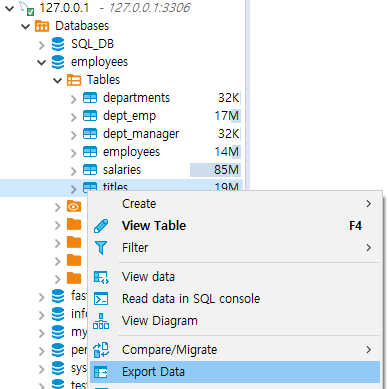 127.0.0.1 - 127.0.0.1:3306
Databases
SQL_DB
employees
Tables
departments 32K
dept_emp 17M
dept_manager 32K
employees 14M
salaries 85M
titles 19M
Create
View Table F4
Filter
View data
Read data in SQL console
View Diagram
fas
info
my
per
sys
test
Compare/Migrate
Export Data